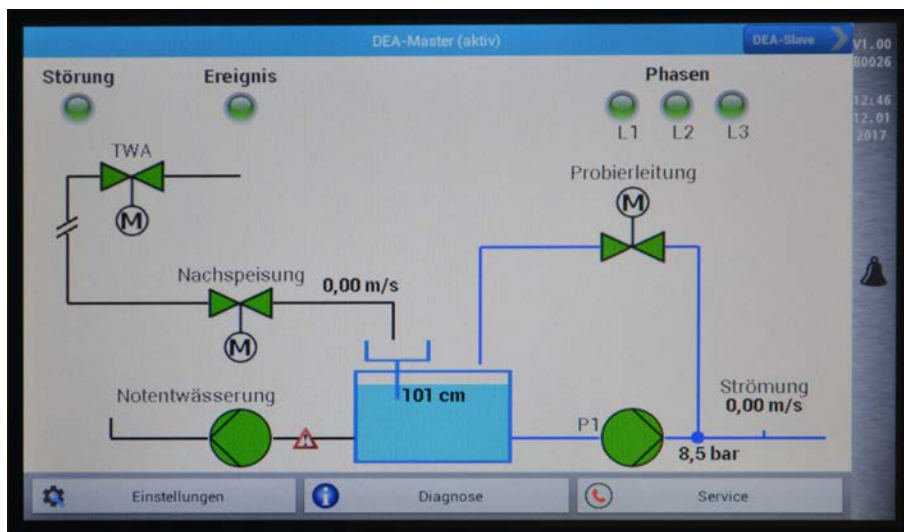 DEA-Master (aktiv)
DEA-Slave
V1.00
B0026
12:46
12.01
2017
Störung
Ereignis
Phasen
L1 L2 L3
TWA
M
Probierleitung
M
Nachspeisung
0,00 m/s
M
101 cm
Notentwässerung
Strömung
0,00 m/s
P1
8,5 bar
Einstellungen
Diagnose
Service